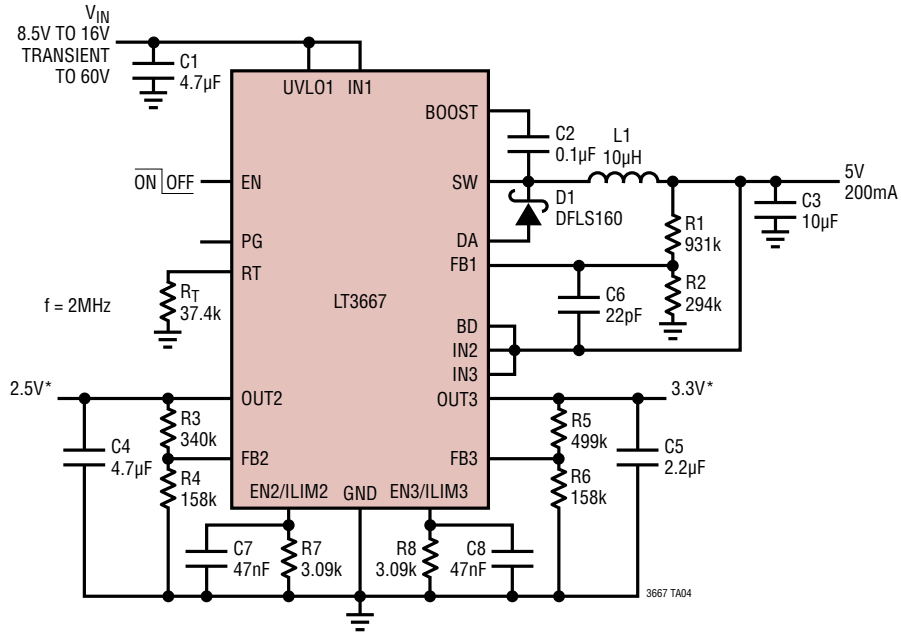 VIN
8.5V TO 16V
TRANSIENT
TO 60V
C1
4.7µF
UVLO1 IN1
BOOST
C2
0.1µF
L1
10µH
ON OFF
EN
SW
5V
200mA
D1
DFLS160
C3
10µF
PG
DA
R1
931k
RT
FB1
f = 2MHz
RT
37.4k
LT3667
C6
22pF
R2
294k
BD
IN2
IN3
2.5V*
OUT2
OUT3
3.3V*
R3
340k
R5
499k
C4
4.7µF
FB2
FB3
C5
2.2µF
R4
158k
R6
158k
EN2/ILIM2 GND EN3/ILIM3
C7
47nF
R7
3.09k
R8
3.09k
C8
47nF
3667 TA04